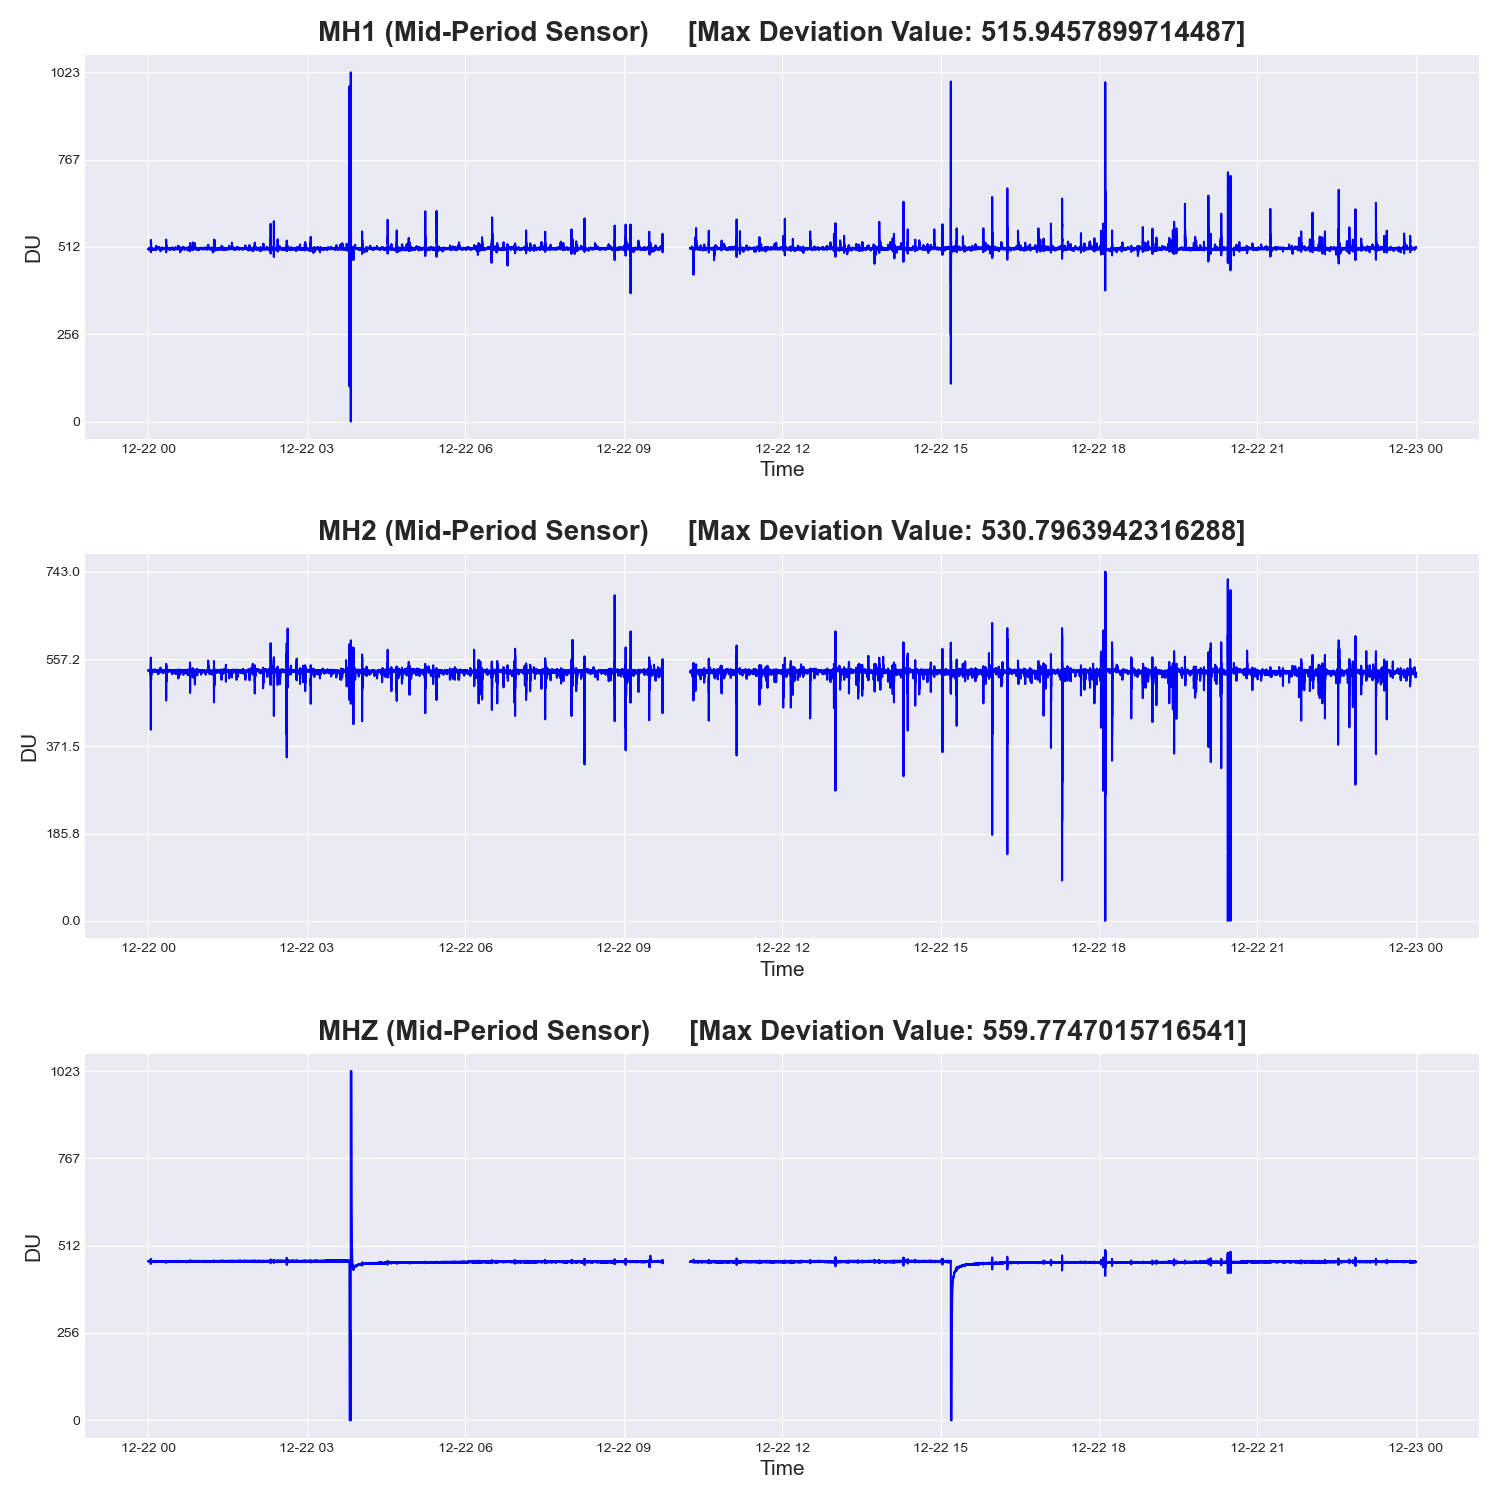 MH1 (Mid-Period Sensor) [Max Deviation Value: 515.9457899714487]
1023
767
512
256
0
DU
12-22 00 12-22 03 12-22 06 12-22 09 12-22 12 12-22 15 12-22 18 12-22 21 12-23 00
Time
MH2 (Mid-Period Sensor) [Max Deviation Value: 530.7963942316288]
743.0
557.2
371.5
185.8
0.0
DU
12-22 00 12-22 03 12-22 06 12-22 09 12-22 12 12-22 15 12-22 18 12-22 21 12-23 00
Time
MHZ (Mid-Period Sensor) [Max Deviation Value: 559.7747015716541]
1023
767
512
256
0
DU
12-22 00 12-22 03 12-22 06 12-22 09 12-22 12 12-22 15 12-22 18 12-22 21 12-23 00
Time